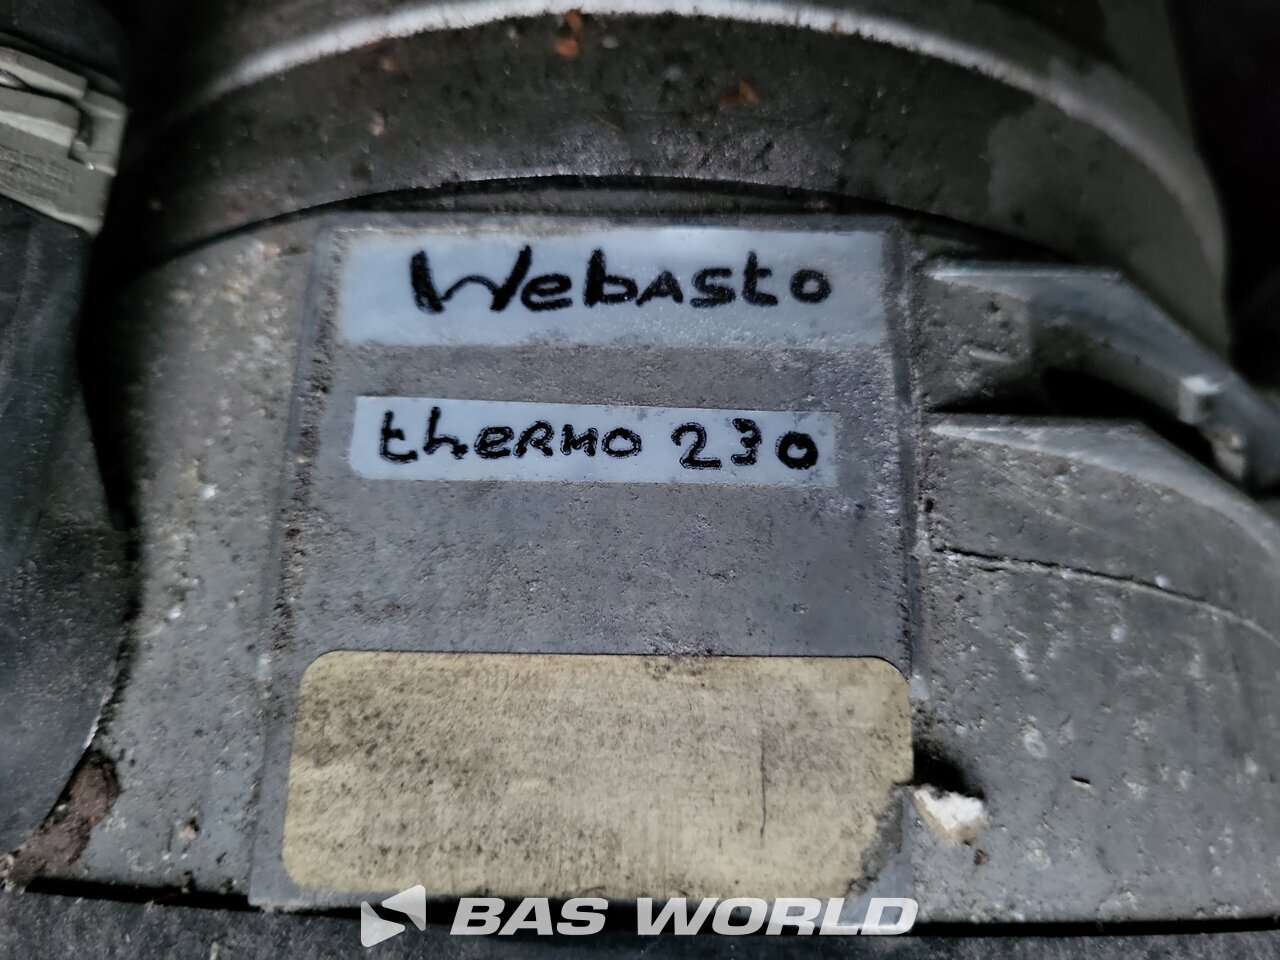 Webasto
thermo 230
BAS WORLD